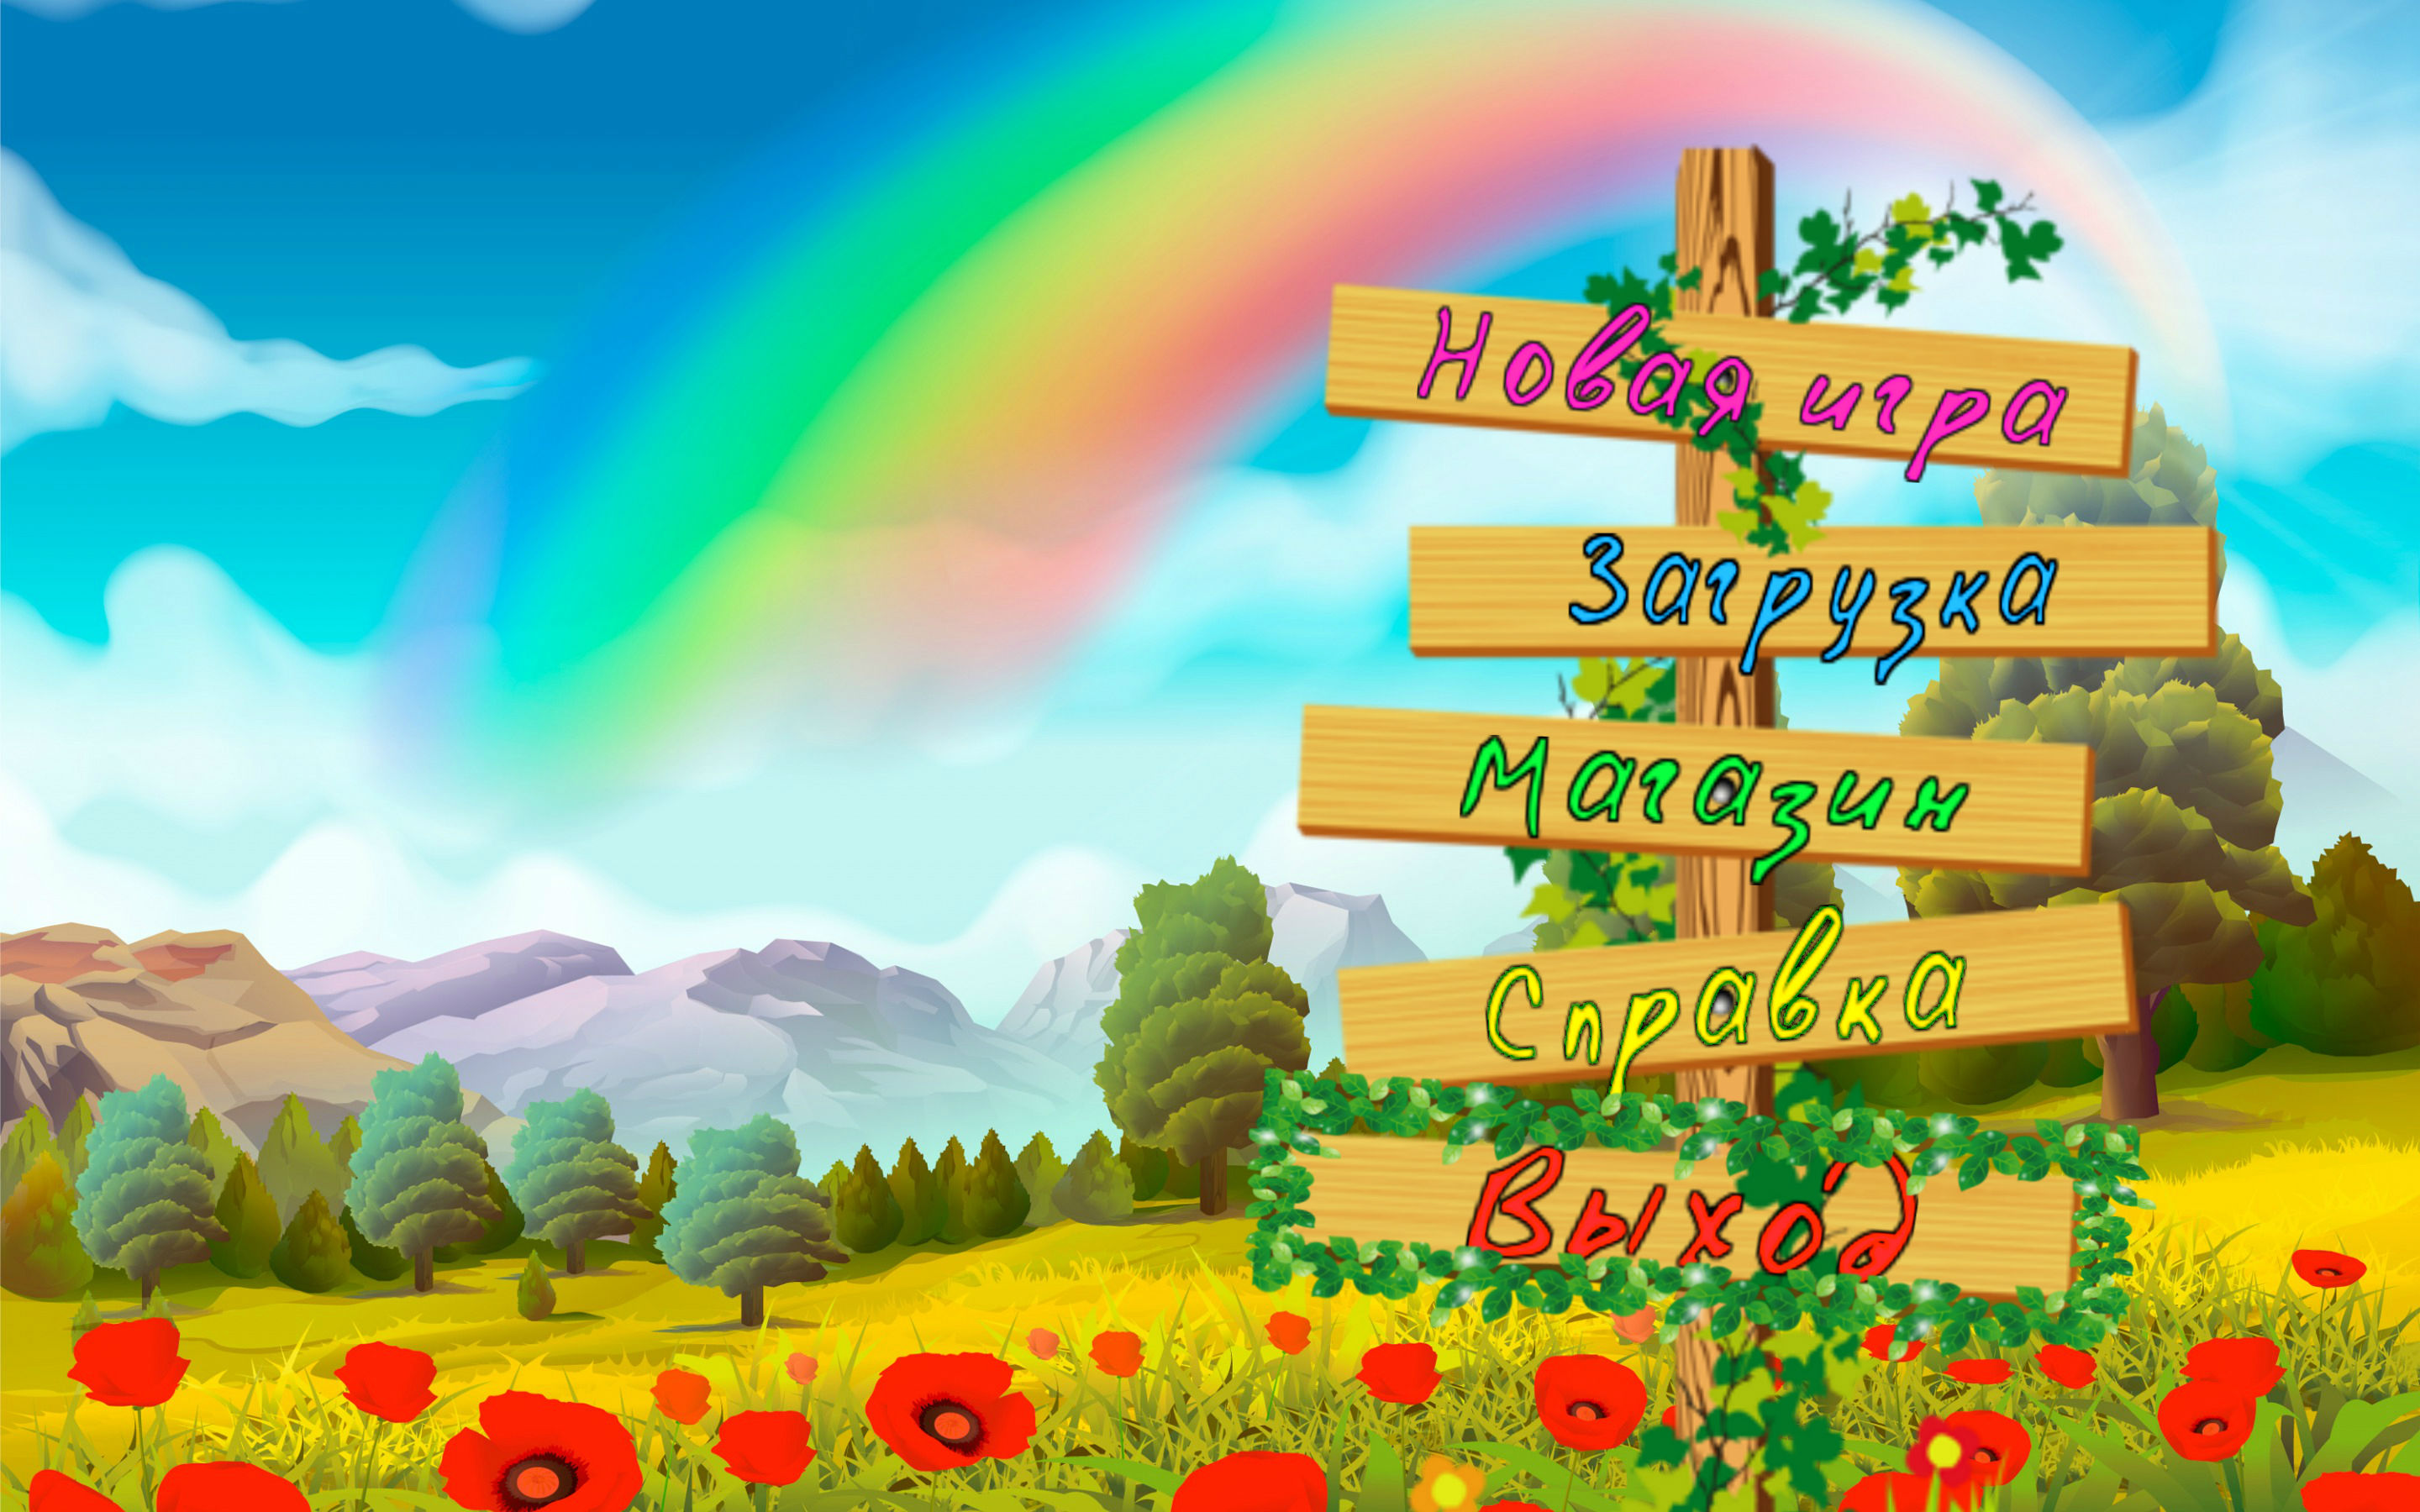 Новая игра
Загрузка
Магазин
Справка
Выход